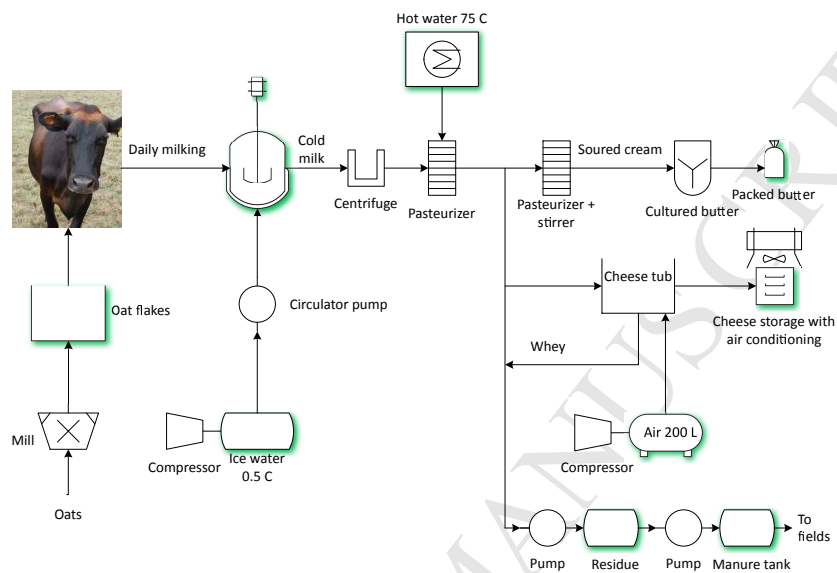 Hot water 75 C
Daily milking
Cold
milk
Centrifuge
Pasteurizer
Soured cream
Pasteurizer +
stirrer
Cultured butter
Packed butter
Oat flakes
Circulator pump
Cheese tub
Cheese storage with
air conditioning
Whey
Mill
Compressor
Ice water
0.5 C
Air 200 L
Compressor
Oats
Pump
Residue
Pump
Manure tank
To
fields
MANUSCRI